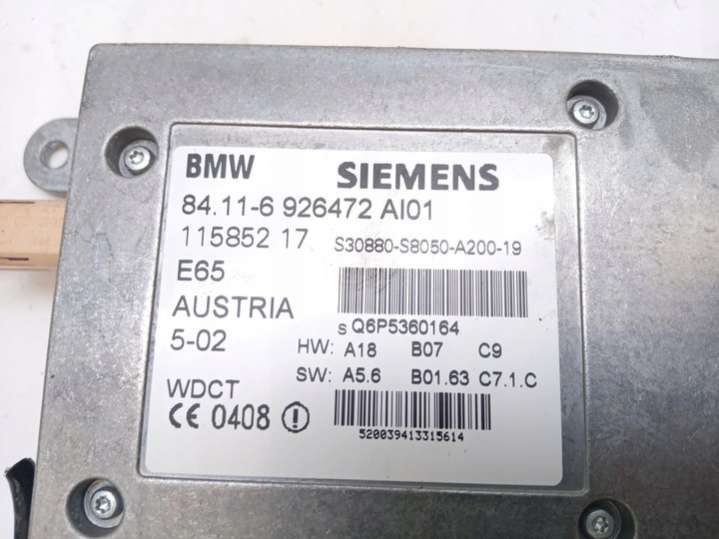 BMW SIEMENS
84.11-6 926472 AI01
115852 17 S30880-S8050-A200-19
E65
AUSTRIA
S Q6P5360164
5-02 HW: A18 B07 C9
SW: A5.6 B01.63 C7.1.C
WDCT
CE 0408
520039413315614